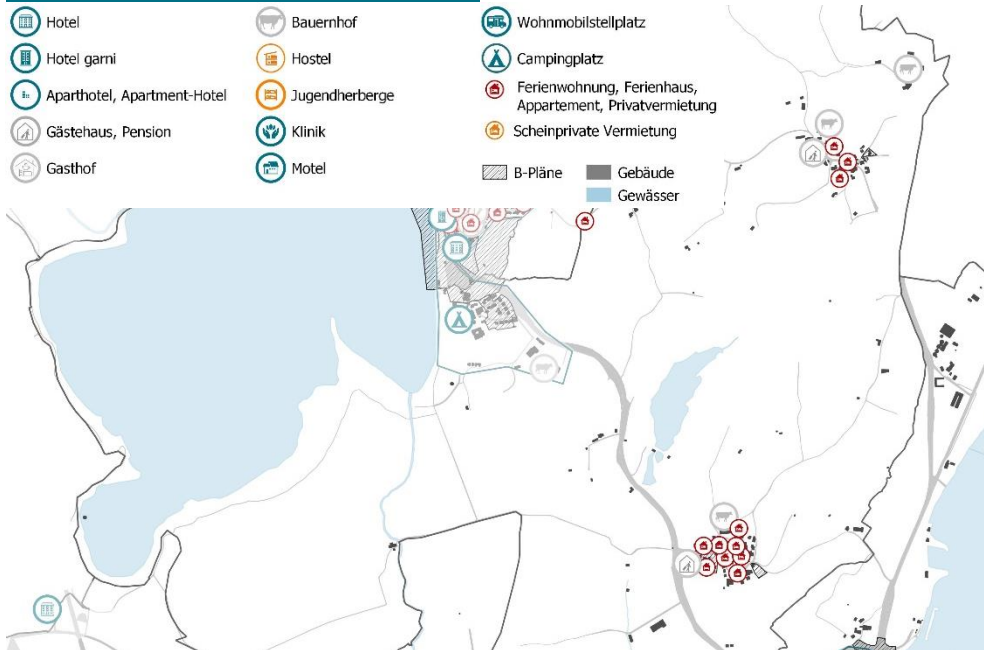 Hotel
Hotel garni
Aparthotel, Apartment-Hotel
Gästehaus, Pension
Gasthof
Bauernhof
Hostel
Jugendherberge
Klinik
Motel
Wohnmobilstellplatz
Campingplatz
Ferienwohnung, Ferienhaus,
Appartement, Privatvermietung
Scheinprivate Vermietung
B-Pläne
Gebäude
Gewässer